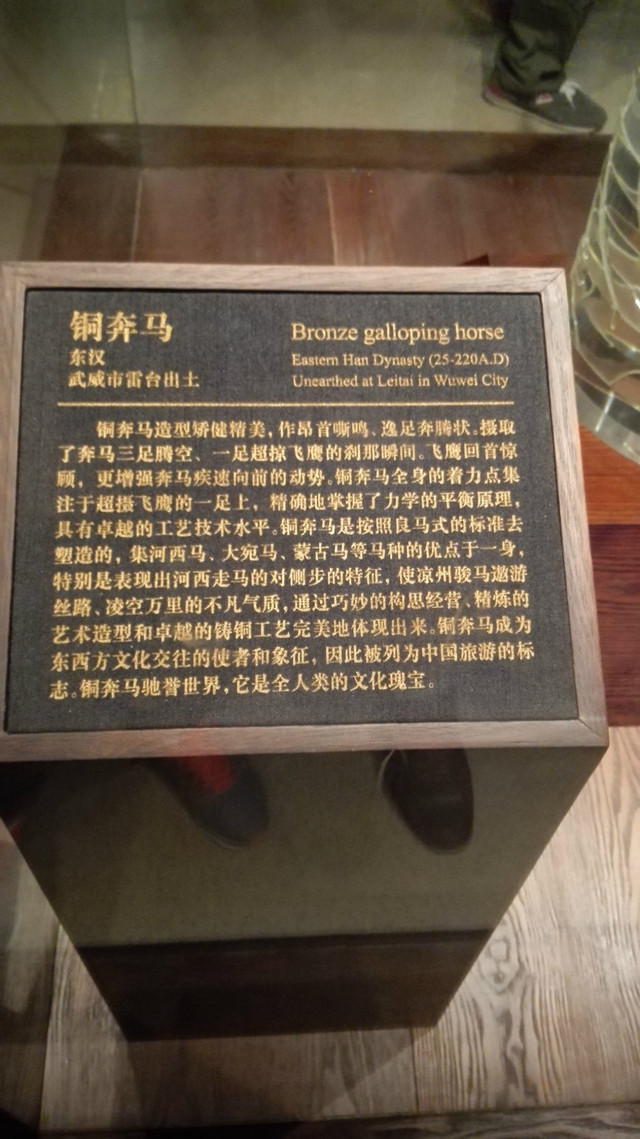 铜奔马
Bronze galloping horse
东汉
Eastern Han Dynasty (25-220A.D)
武威市雷台出土
Unearthed at Leitai in Wuwei City
铜奔马造型矫健精美，作昂首嘶鸣、逸足奔腾状。摄取
了奔马三足腾空、一足超掠飞鹰的刹那瞬间。飞鹰回首惊
顾，更增强奔马疾速向前的动势。铜奔马全身的着力点集
注于超摄飞鹰的一足上，精确地掌握了力学的平衡原理，
具有卓越的工艺技术水平。铜奔马是按照良马式的标准去
塑造的，集河西马、大宛马、蒙古马等马种的优点于一身，
特别是表现出河西走马的对侧步的特征，使凉州骏马遨游
丝路、凌空万里的不凡气质，通过巧妙的构思经营、精炼的
艺术造型和卓越的铸铜工艺完美地体现出来。铜奔马成为
东西方文化交往的使者和象征，因此被列为中国旅游的标
志。铜奔马驰誉世界，它是全人类的文化瑰宝。